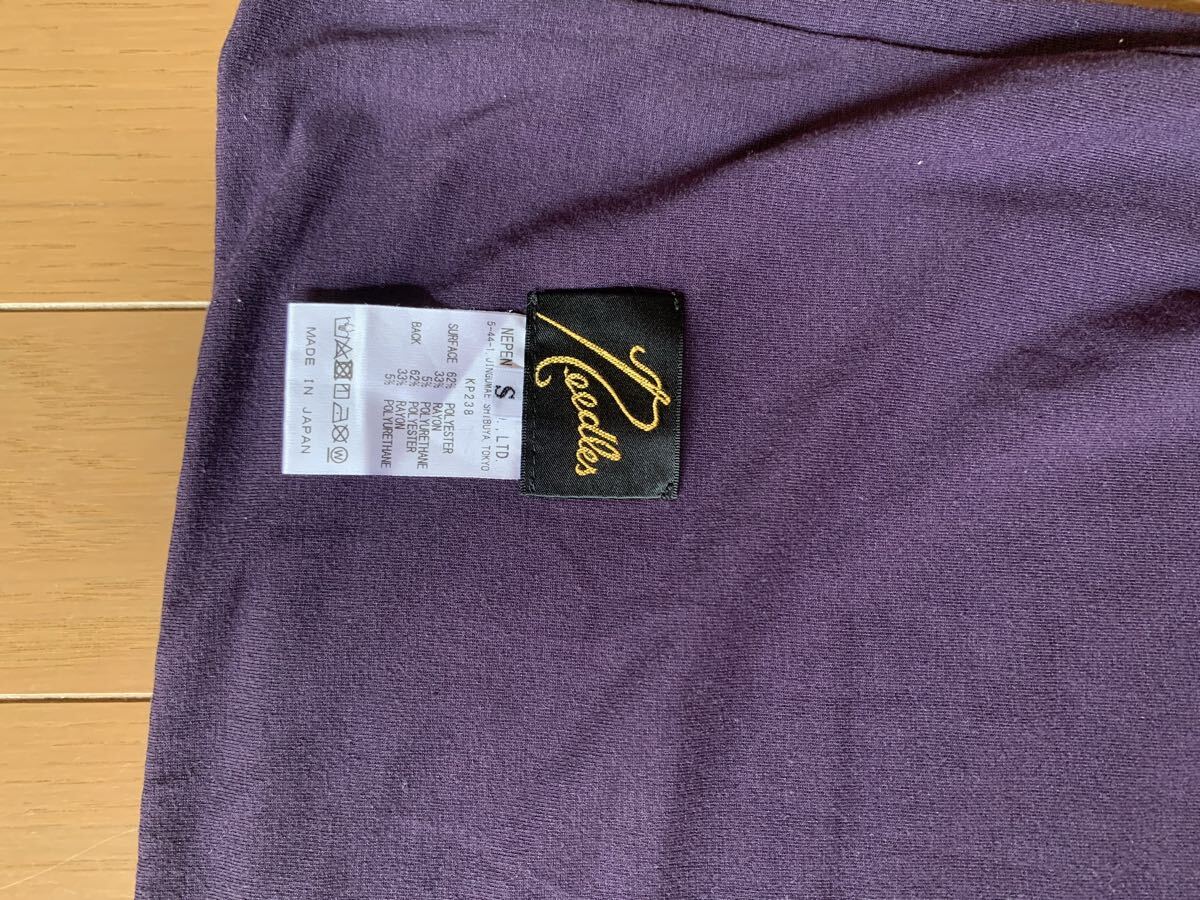 Needles
NEPEN
S
., LTD
5-44-1, JINGUMAE SHIBUYA, TOKYO
KP238
SURFACE 62% POLYESTER
33% RAYON
5% POLYURETHANE
BACK 62% POLYESTER
33% RAYON
5% POLYURETHANE
MADE IN JAPAN